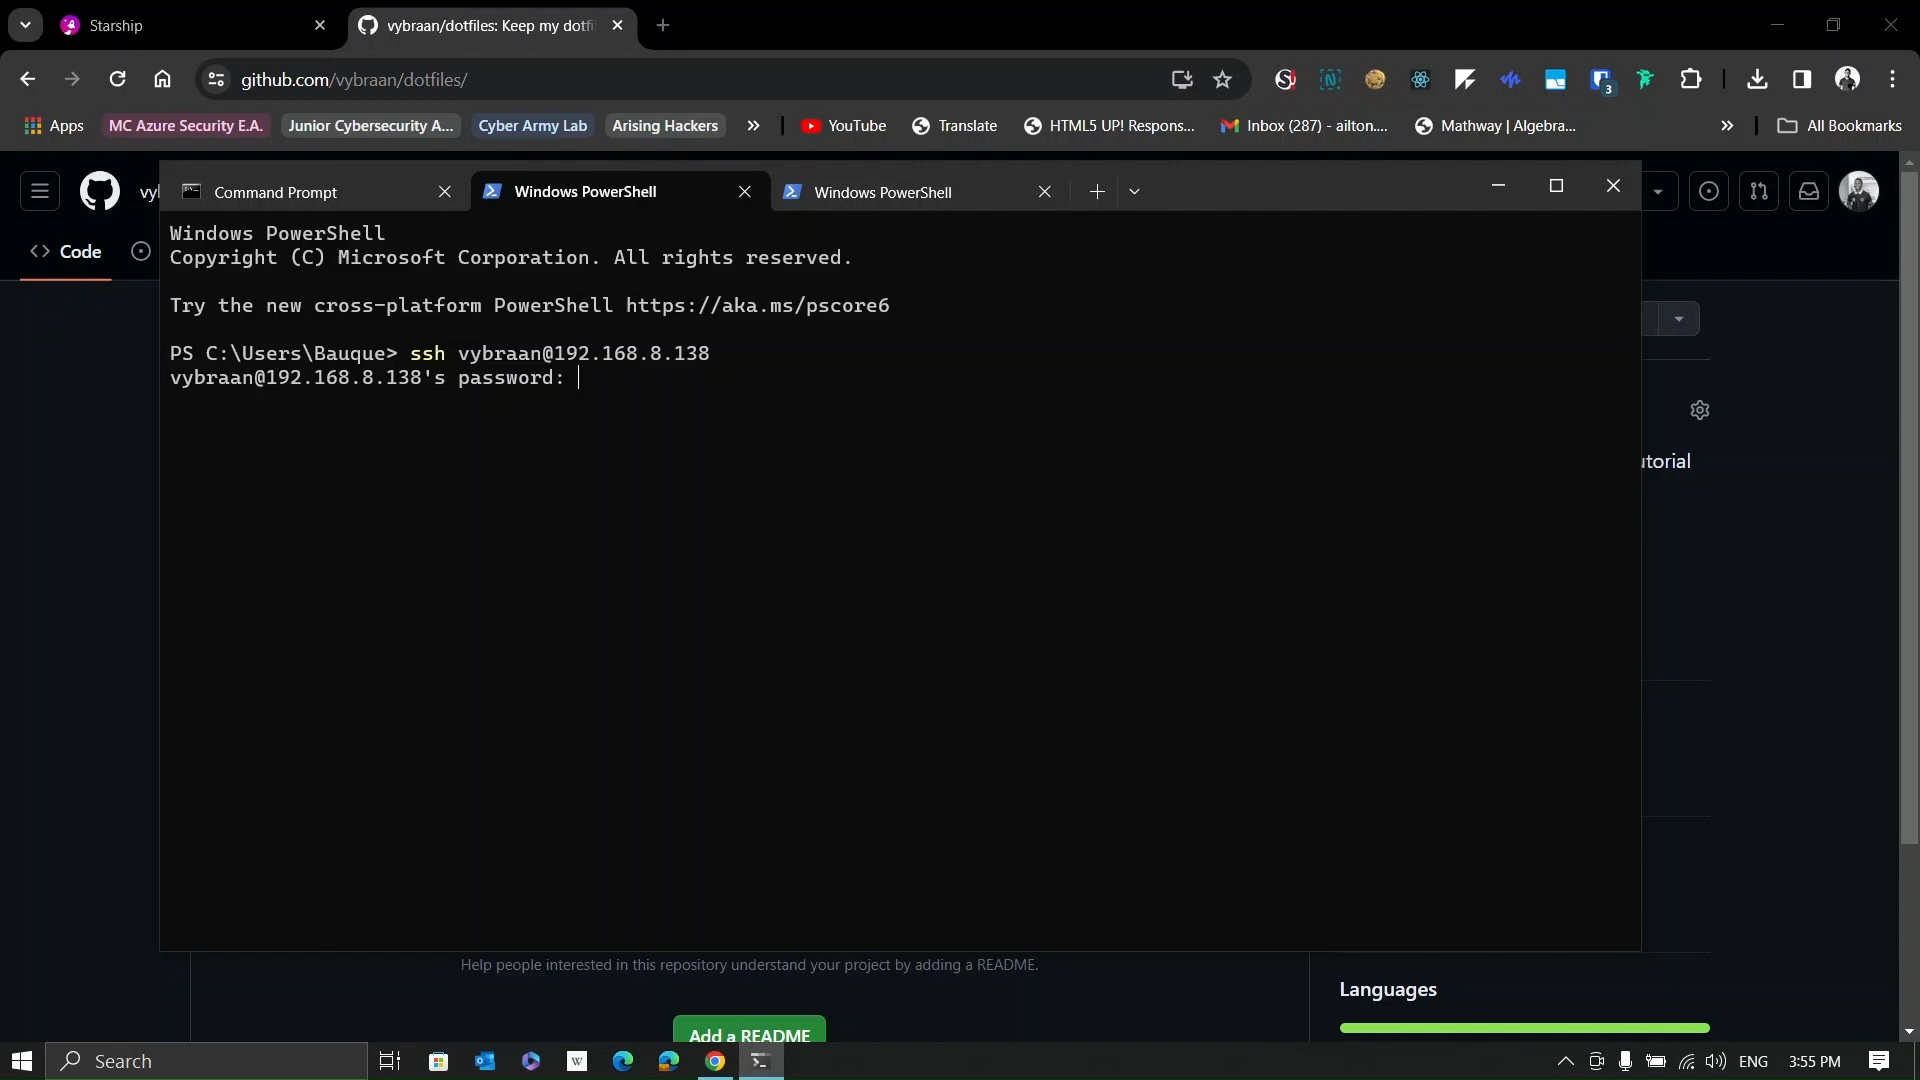 Starship
vybraan/dotfiles: Keep my dotfi
github.com/vybraan/dotfiles/
3
Apps
MC Azure Security E.A.
Junior Cybersecurity A...
Cyber Army Lab
Arising Hackers
YouTube
Translate
HTML5 UP! Respons...
Inbox (287) - ailton....
Mathway | Algebra...
All Bookmarks
Command Prompt
Windows PowerShell
Windows PowerShell
Code
Windows PowerShell
Copyright (C) Microsoft Corporation. All rights reserved.
Try the new cross-platform PowerShell https://aka.ms/pscore6
PS C:\Users\Bauque> ssh vybraan@192.168.8.138
vybraan@192.168.8.138's password:
utorial
Help people interested in this repository understand your project by adding a README.
Add a README
Languages
Search
ENG
3:55 PM